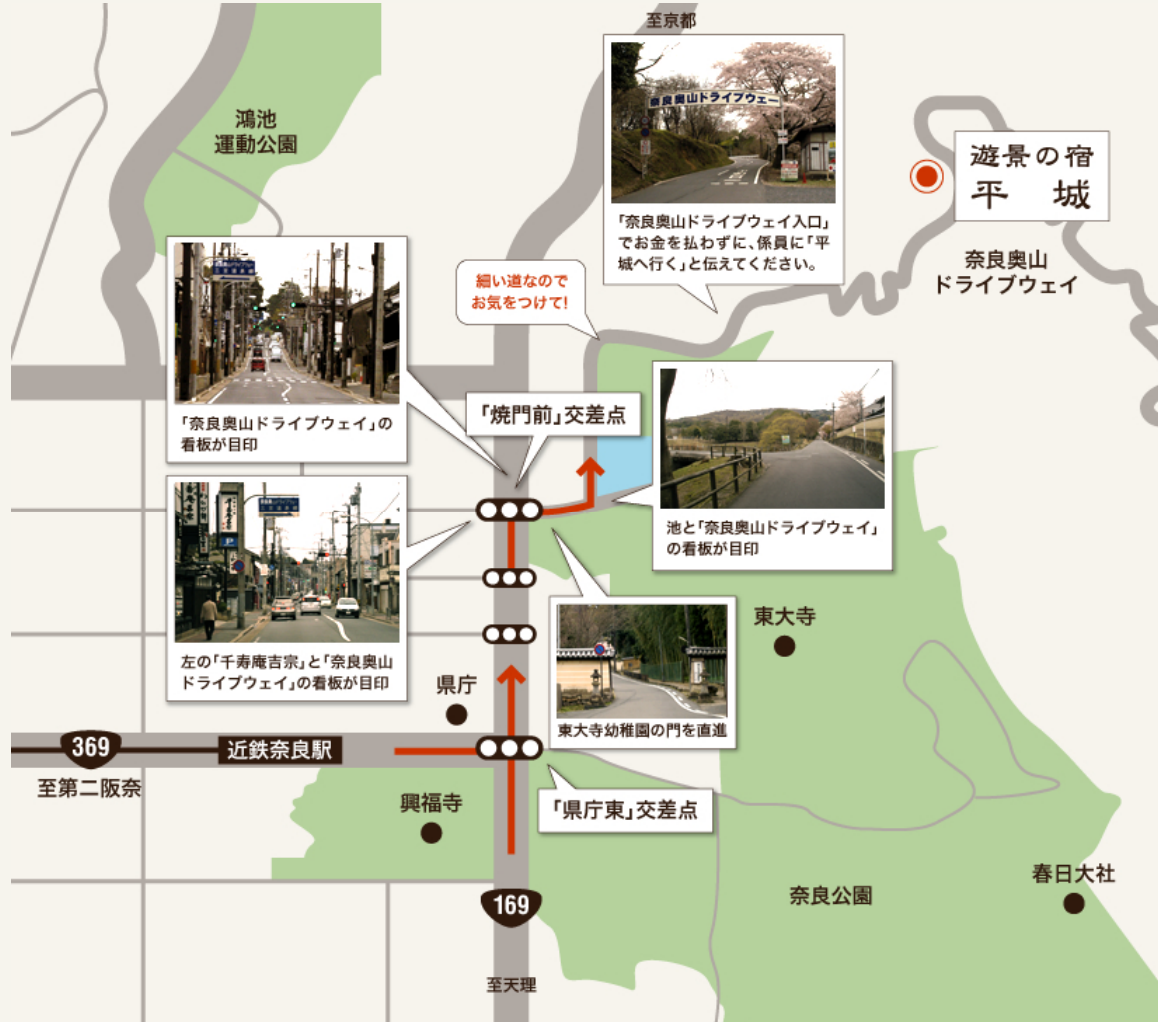 至京都
鴻池
運動公園
奈良奥山ドライブウェー
「奈良奥山ドライブウェイ入口」
でお金を払わずに、係員に「平
城へ行く」と伝えてください。
遊景の宿
平 城
奈良奥山
ドライブウェイ
細い道なので
お気をつけて!
「奈良奥山ドライブウェイ」の
看板が目印
「焼門前」交差点
池と「奈良奥山ドライブウェイ」
の看板が目印
P
左の「千寿庵吉宗」と「奈良奥山
ドライブウェイ」の看板が目印
東大寺幼稚園の門を直進
東大寺
県庁
369
近鉄奈良駅
至第二阪奈
「県庁東」交差点
興福寺
169
奈良公園
春日大社
至天理